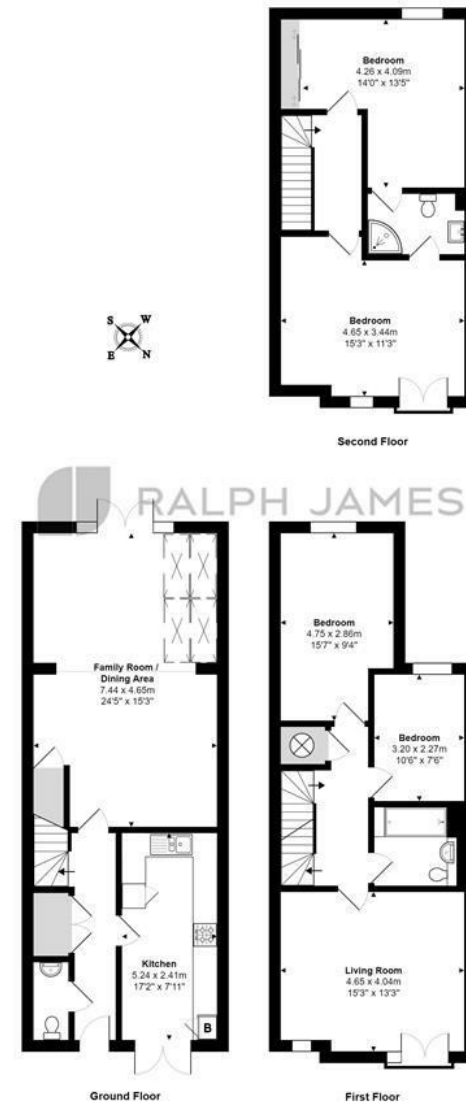 Bedroom
4.26 x 4.09m
14'0" x 13'5"
Bedroom
4.65 x 3.44m
15'3" x 11'3"
Second Floor
S W
E N
RALPH JAMES
Family Room /
Dining Area
7.44 x 4.65m
24'5" x 15'3"
Kitchen
5.24 x 2.41m
17'2" x 7'11"
B
Ground Floor
Bedroom
4.75 x 2.86m
15'7" x 9'4"
Bedroom
3.20 x 2.27m
10'6" x 7'6"
Living Room
4.65 x 4.04m
15'3" x 13'3"
First Floor